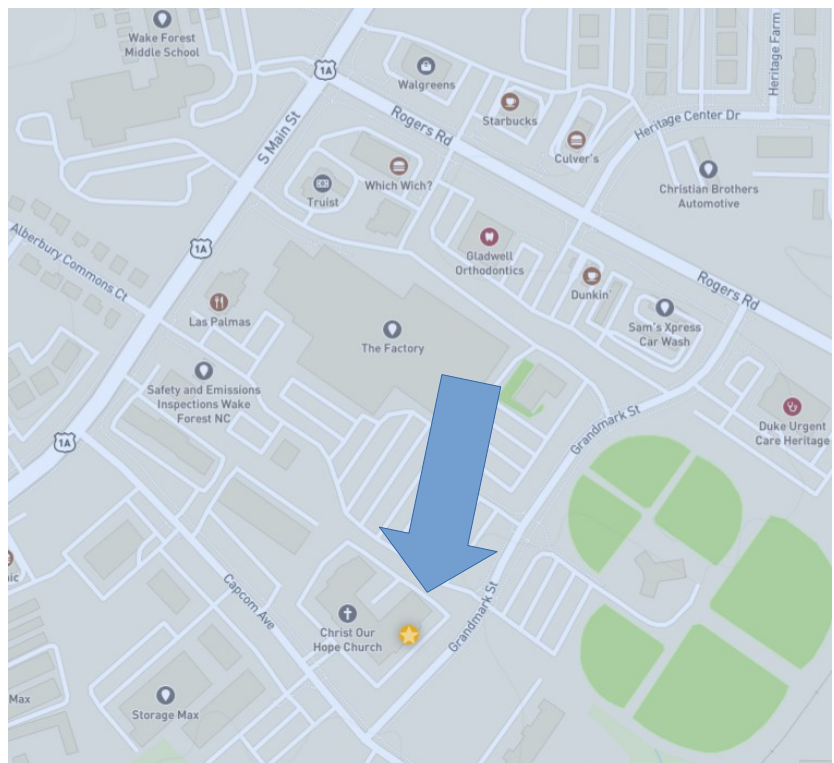 Wake Forest
Middle School
1A
Walgreens
S Main St
Rogers Rd
Starbucks
Culver's
Heritage Center Dr
Heritage Farm
Which Wich?
Truist
Christian Brothers
Automotive
Alberbury Commons Ct
1A
Gladwell
Orthodontics
Dunkin'
Rogers Rd
Las Palmas
The Factory
Sam's Xpress
Car Wash
Safety and Emissions
Inspections Wake
Forest NC
1A
Grandmark St
Duke Urgent
Care Heritage
nic
Capcom Ave
Christ Our
Hope Church
Grandmark St
Max
Storage Max